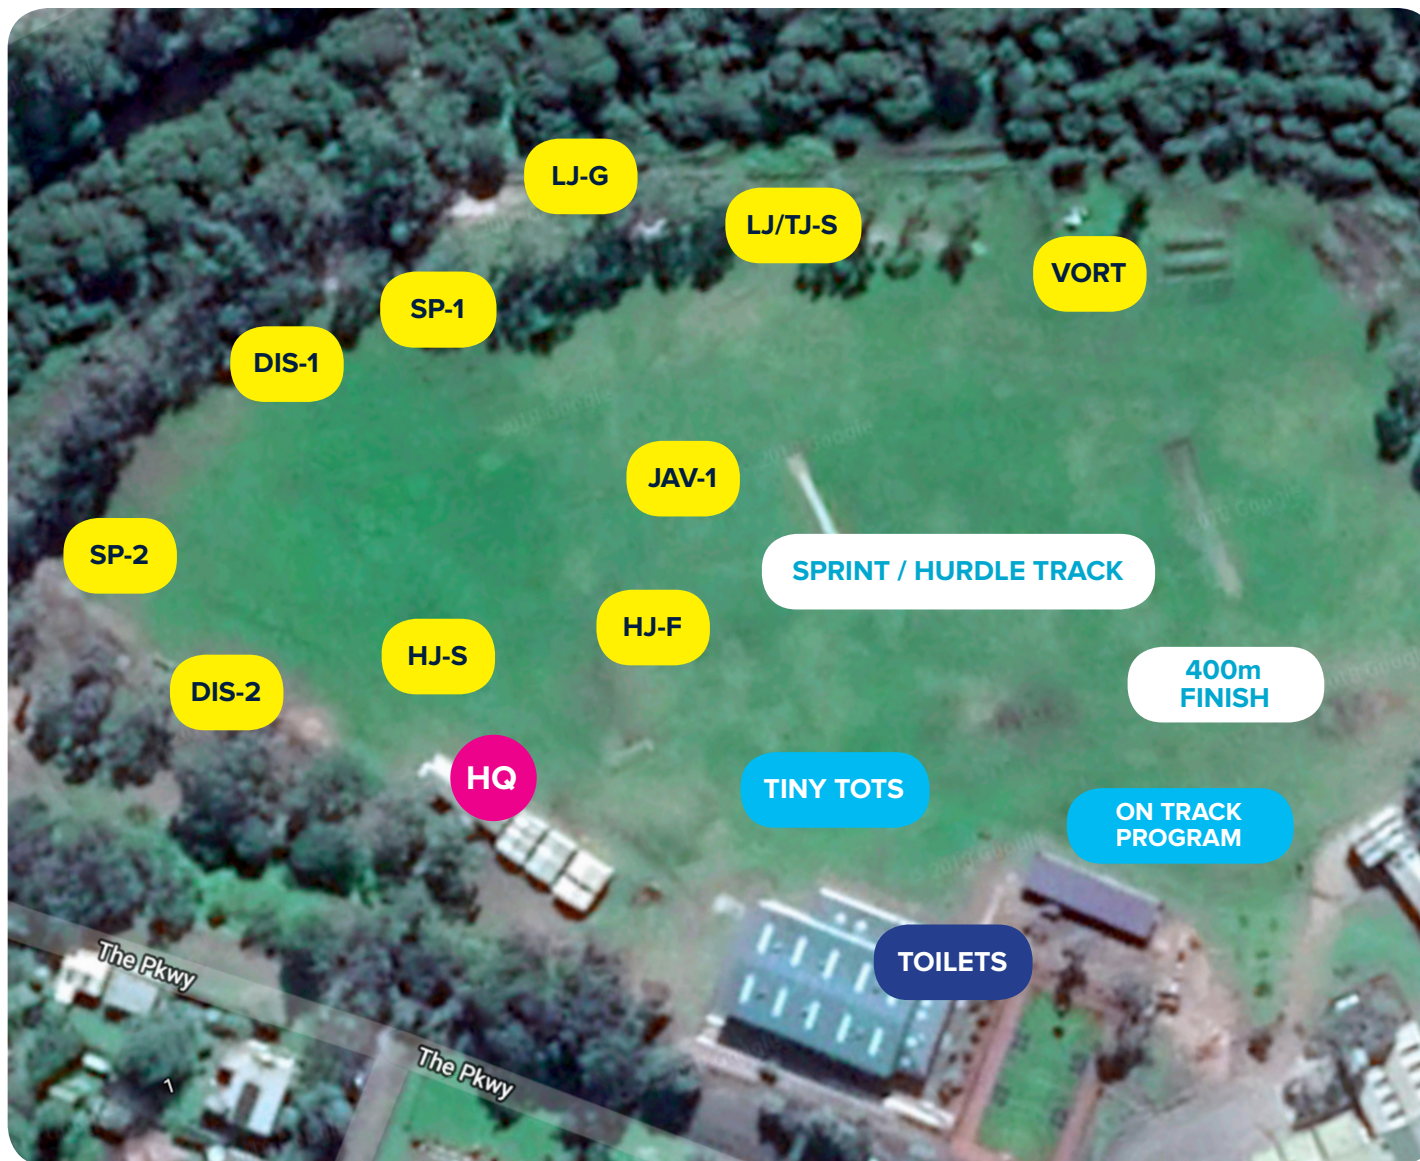 LJ-G
LJ/TJ-S
VORT
SP-1
DIS-1
JAV-1
SP-2
SPRINT / HURDLE TRACK
HJ-F
HJ-S
400m
FINISH
DIS-2
HQ
TINY TOTS
ON TRACK
PROGRAM
TOILETS
The Pkwy
The Pkwy